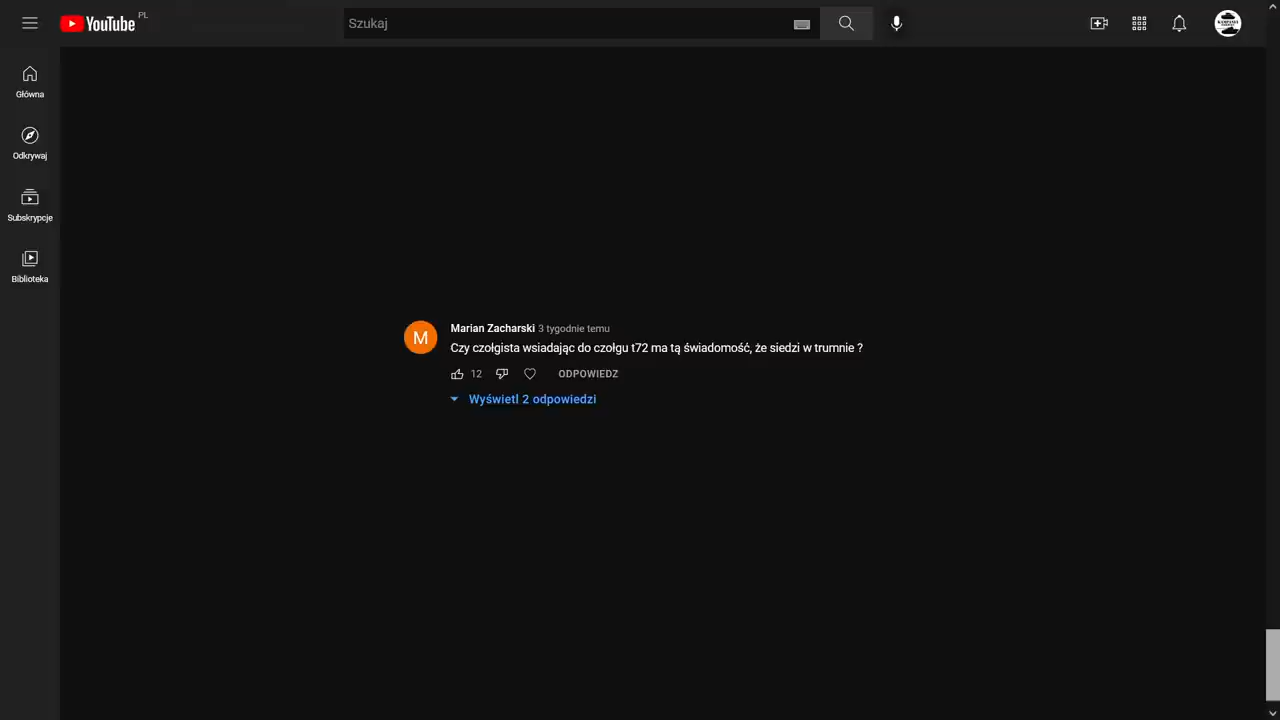 YouTube PL
Szukaj
Główna
Odkrywaj
Subskrypcje
Biblioteka
M
Marian Zacharski 3 tygodnie temu
Czy czołgista wsiadając do czołgu t72 ma tą świadomość, że siedzi w trumnie ?
12 ODPOWIEDZ
Wyświetl 2 odpowiedzi